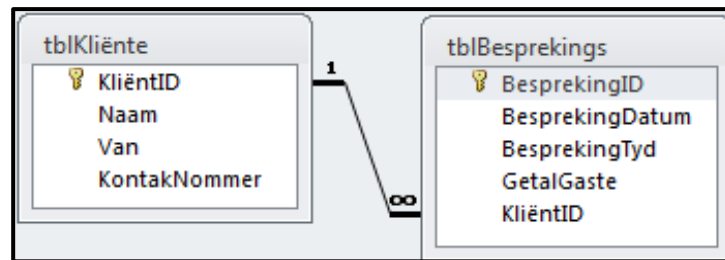 tblKliënte
KliëntID
Naam
Van
KontakNommer
1
∞
tblBesprekings
BesprekingID
BesprekingDatum
BesprekingTyd
GetalGaste
KliëntID